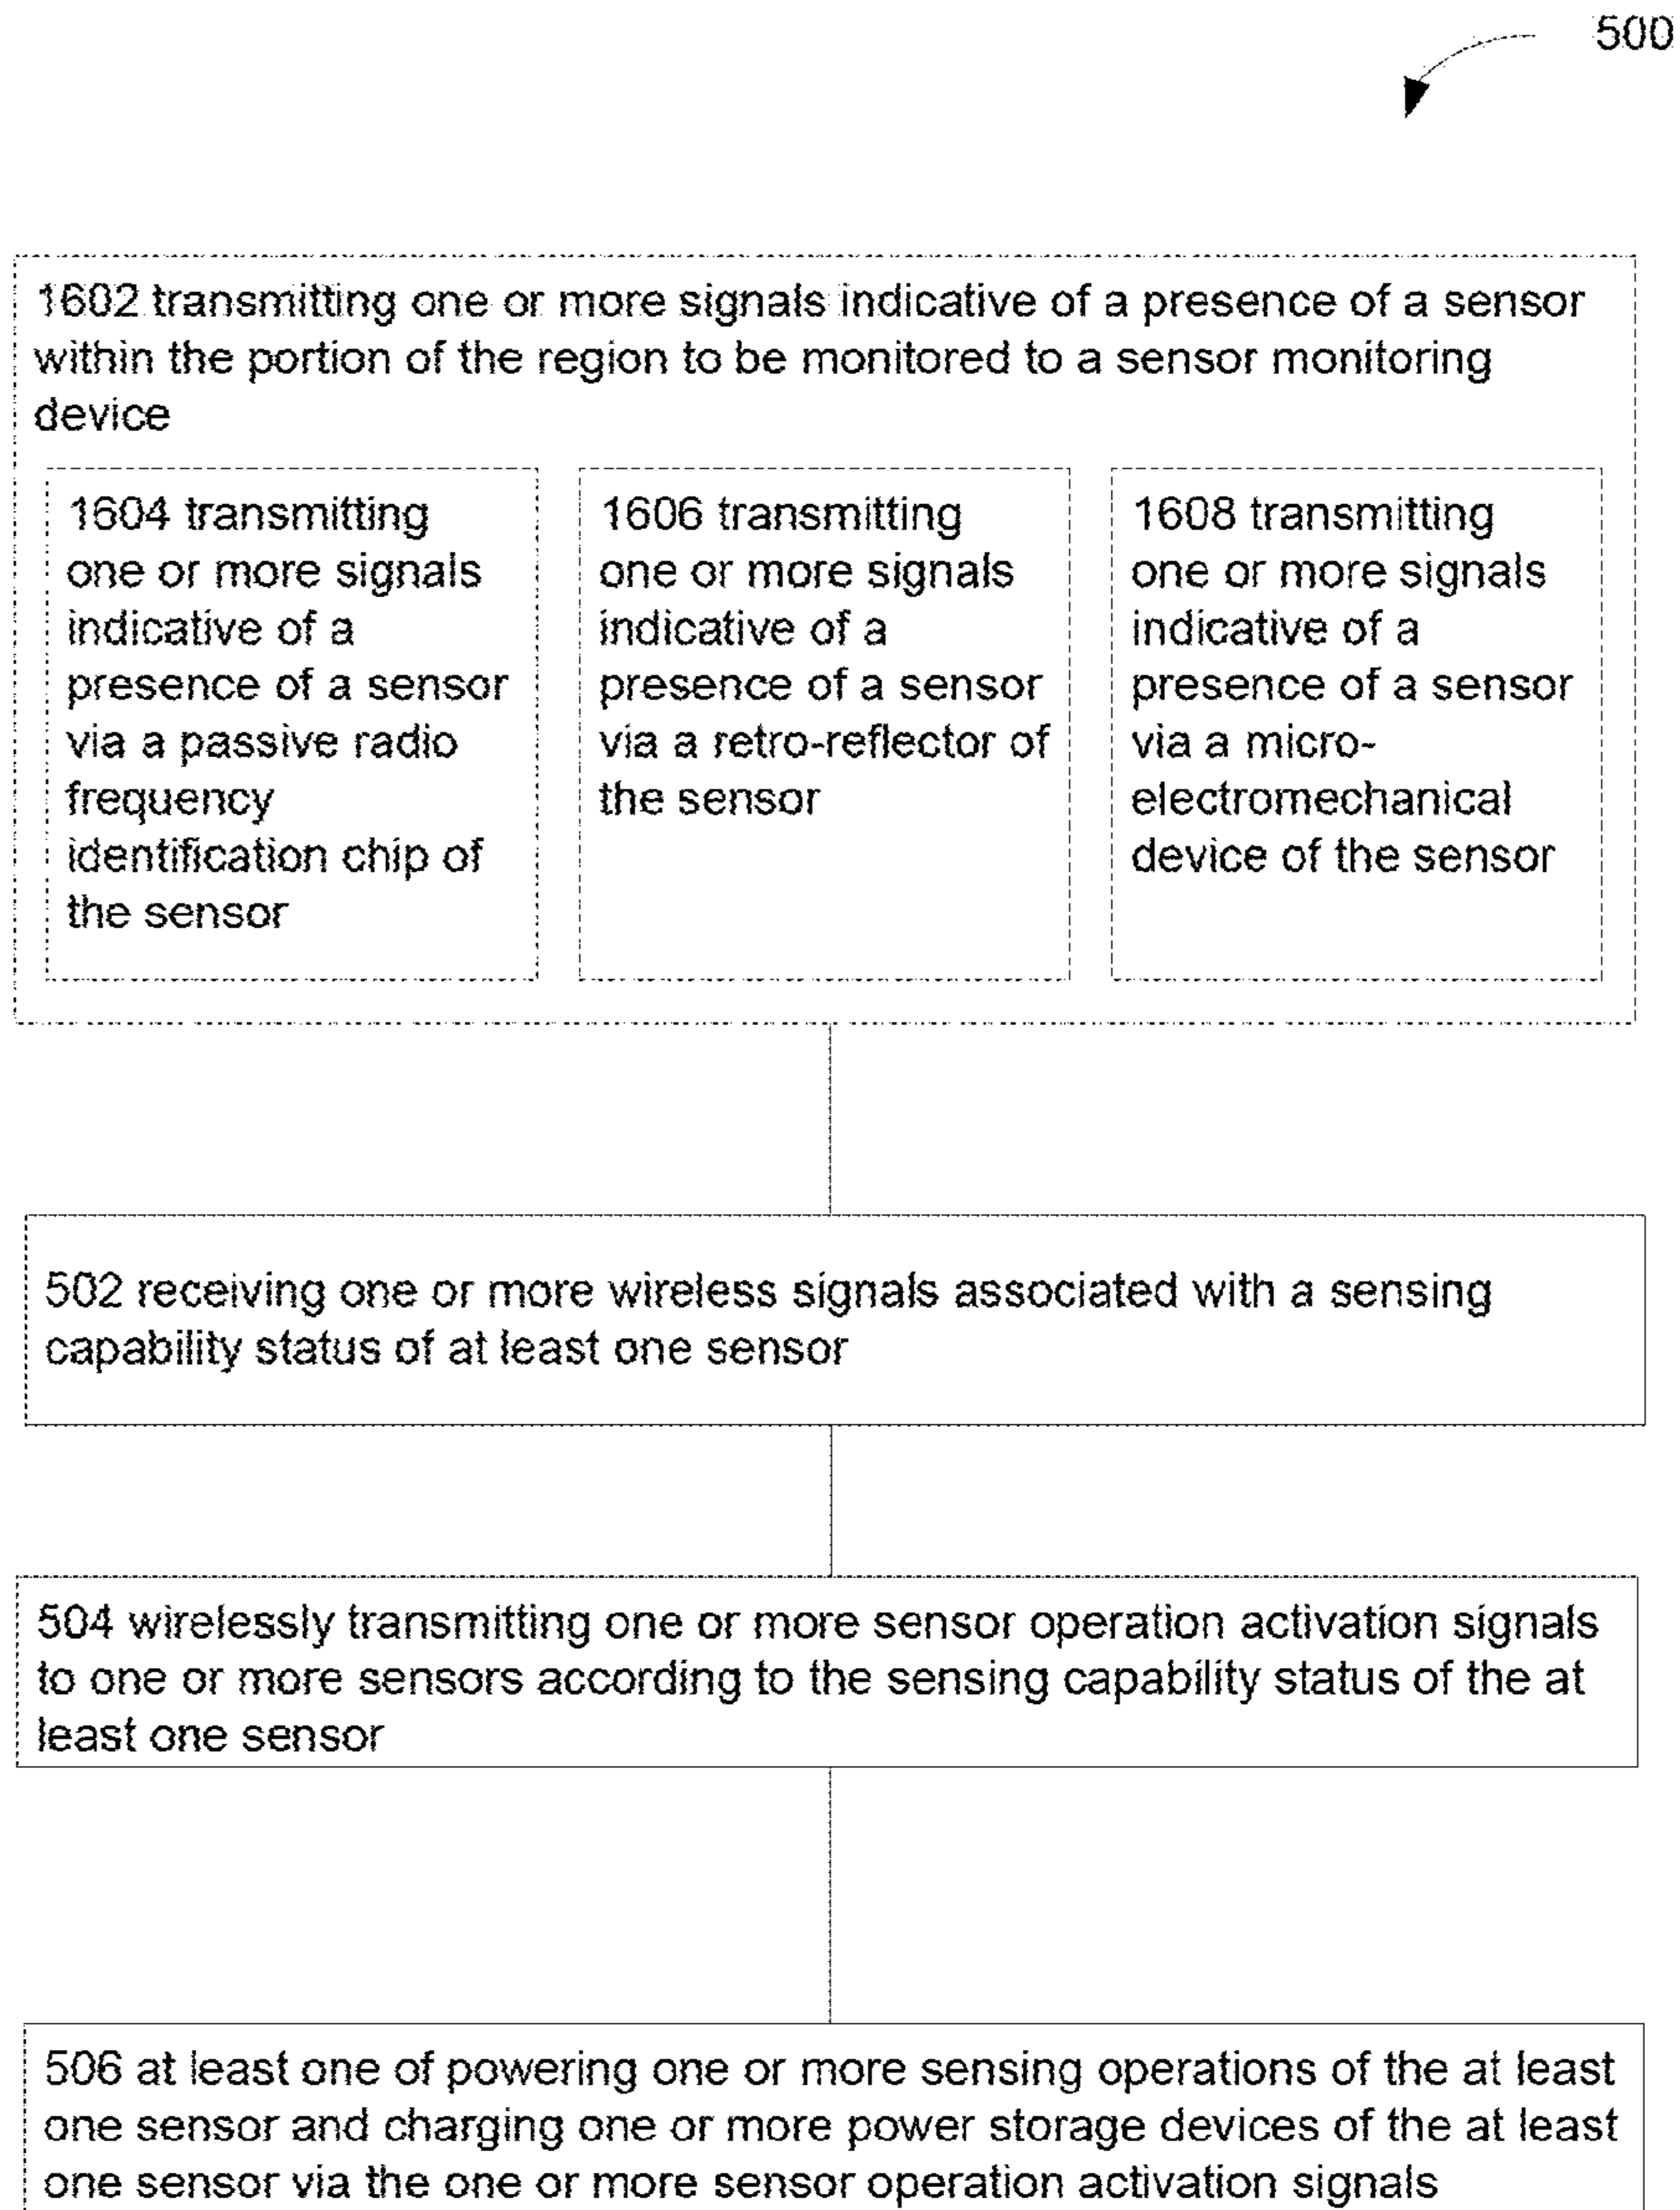 500
1602 transmitting one or more signals indicative of a presence of a sensor
within the portion of the region to be monitored to a sensor monitoring
device
1604 transmitting
one or more signals
indicative of a
presence of a sensor
via a passive radio
frequency
identification chip of
the sensor
1606 transmitting
one or more signals
indicative of a
presence of a sensor
via a retro-reflector of
the sensor
1608 transmitting
one or more signals
indicative of a
presence of a sensor
via a micro-
electromechanical
device of the sensor
502 receiving one or more wireless signals associated with a sensing
capability status of at least one sensor
504 wirelessly transmitting one or more sensor operation activation signals
to one or more sensors according to the sensing capability status of the at
least one sensor
506 at least one of powering one or more sensing operations of the at least
one sensor and charging one or more power storage devices of the at least
one sensor via the one or more sensor operation activation signals